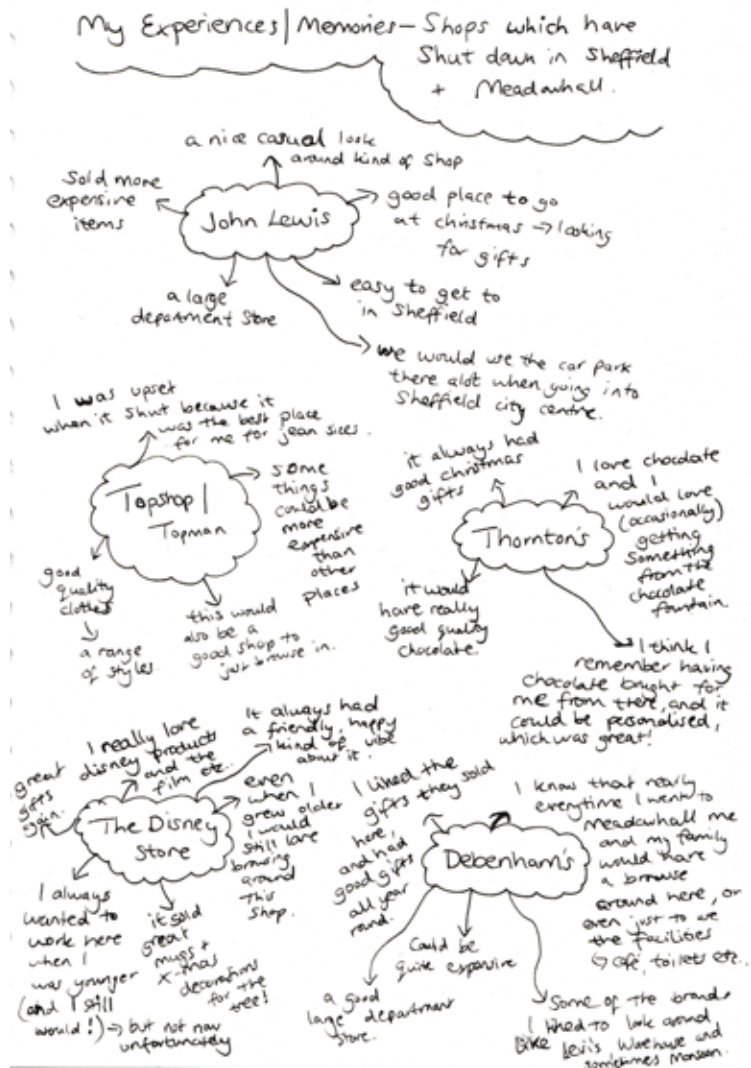 My Experiences/Memories - Shops which have
Shut down in Sheffield
+ Meadowhall.
John Lewis
a nice casual look
around kind of shop
Sold more
expensive
items
good place to go
at christmas → looking
for gifts
a large
department store
easy to get to
in Sheffield
we would use the car park
there alot when going into
Sheffield city centre.
Topshop/
Topman
I was upset
when it shut because it
was the best place
for me for jean sizes.
some
things
could be
more
expensive
than
other
places
good
quality
clothes
a range
of styles.
this would
also be a
good shop to
just browse in.
Thornton's
it always had
good christmas
gifts
I love chocolate
and I
would love
(occasionally)
getting
something
from the
chocolate
fountain.
it would
have really
good quality
chocolate.
I think I
remember having
chocolate bought for
me from there, and it
could be personalised,
which was great!
The Disney
Store
great
gifts
again.
I really love
disney products
and the
film etc..
It always had
a friendly, happy
kind of vibe
about it.
even
when I
grew older
I would
still love
browsing
around
This
Shop.
I always
wanted to
work here
when I
was younger
(and I still
would!) → but not now
unfortunately
it sold
great
mugs +
x-mas
decorations
for the
tree!
Debenham's
I liked the
gifts they sold
here,
and had
good gifts
all year
round.
I know that nearly
everytime I went to
meadowhall me
and my family
would have
a browse
around here, or
even just to use
the facilities
↳ café, toilets etc..
a good
large department
store.
Could be
quite expensive
Some of the brands
I liked to look around
like Levi's Warehouse and
sometimes monsoon.